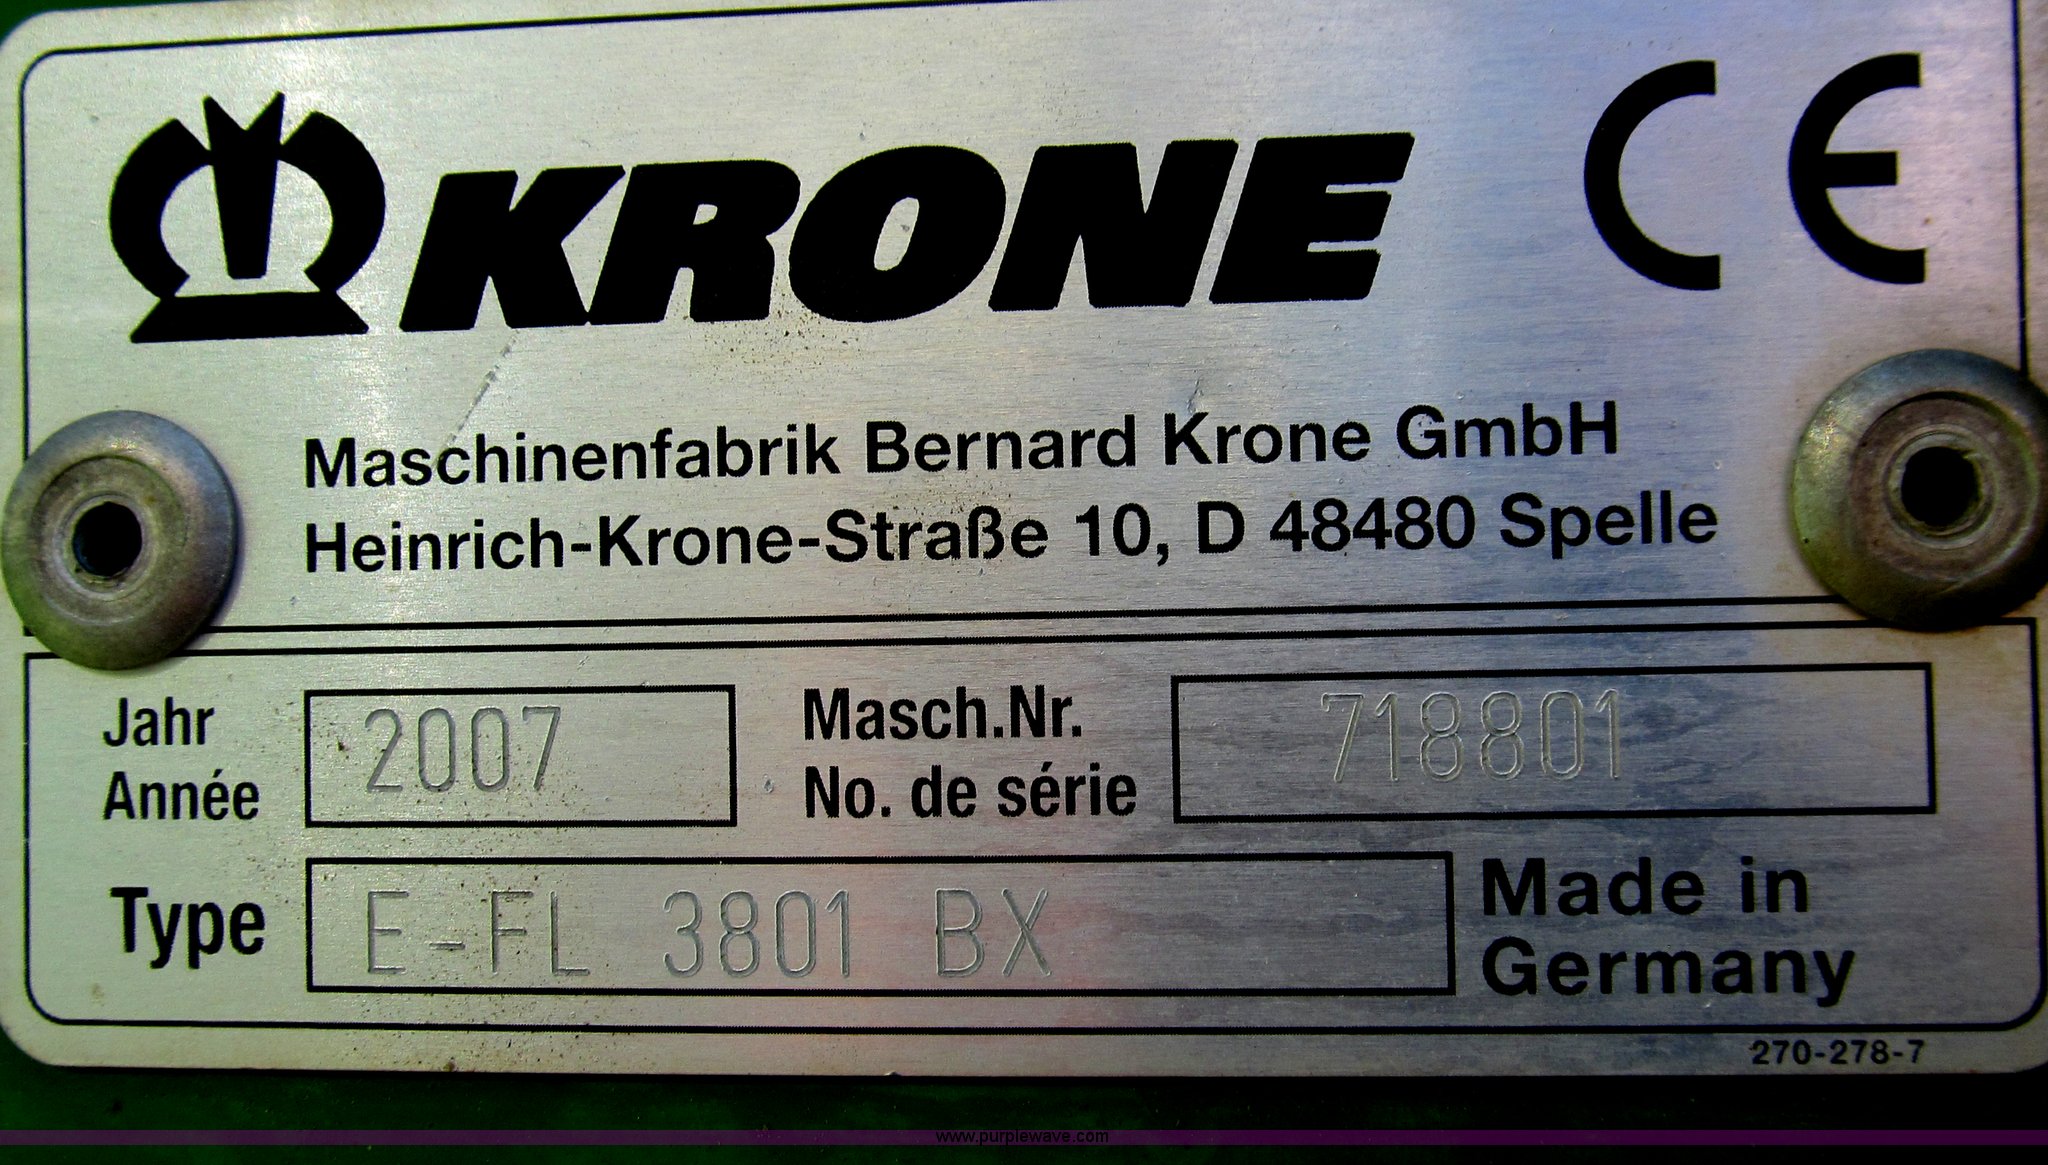 KRONE CE
Maschinenfabrik Bernard Krone GmbH
Heinrich-Krone-Straße 10, D 48480 Spelle
Jahr
Année
2007
Masch.Nr.
No. de série
718801
Type
E-FL 3801 BX
Made in
Germany
270-278-7
www.purplewave.com